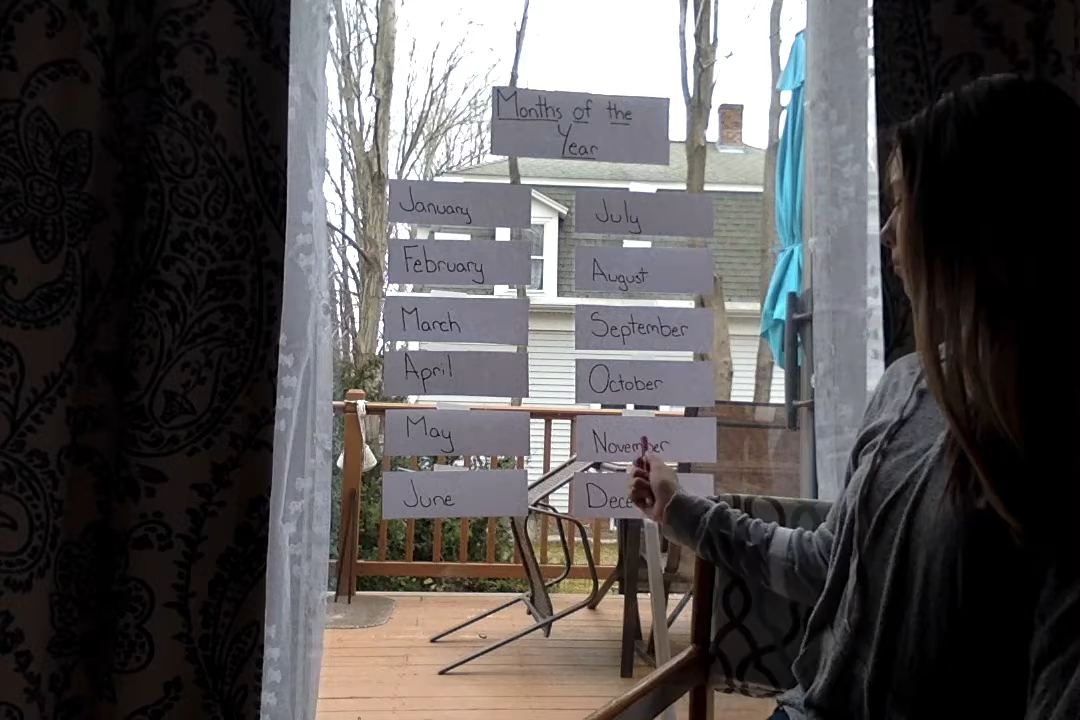 Months of the
Year
January
February
March
April
May
June
July
August
September
October
November